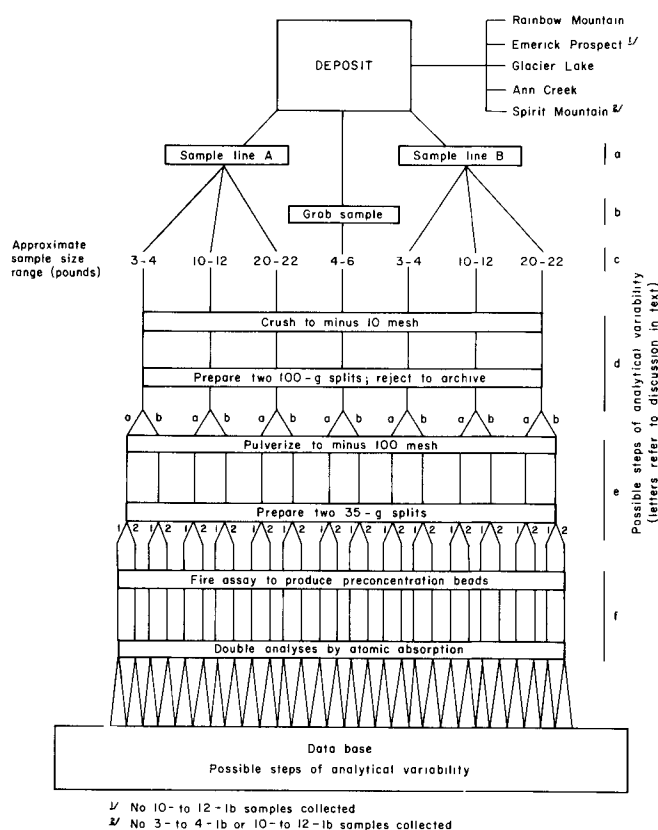 Rainbow Mountain
Emerick Prospect 1/
DEPOSIT
Glacier Lake
Ann Creek
Spirit Mountain 2/
Sample line A
Sample line B
a
Grab sample
b
Approximate
sample size
range (pounds)
3-4
10-12
20-22
4-6
3-4
10-12
20-22
c
Crush to minus 10 mesh
d
Prepare two 100-g splits; reject to archive
a b a b a b a b a b a b a b
Pulverize to minus 100 mesh
e
Prepare two 35-g splits
1 2 1 2 1 2 1 2 1 2 1 2 1 2 1 2 1 2 1 2 1 2 1 2 1 2 1 2
Fire assay to produce preconcentration beads
f
Double analyses by atomic absorption
Possible steps of analytical variability
(letters refer to discussion in text)
Data base
Possible steps of analytical variability
1/ No 10- to 12-lb samples collected
2/ No 3- to 4-lb or 10- to 12-lb samples collected